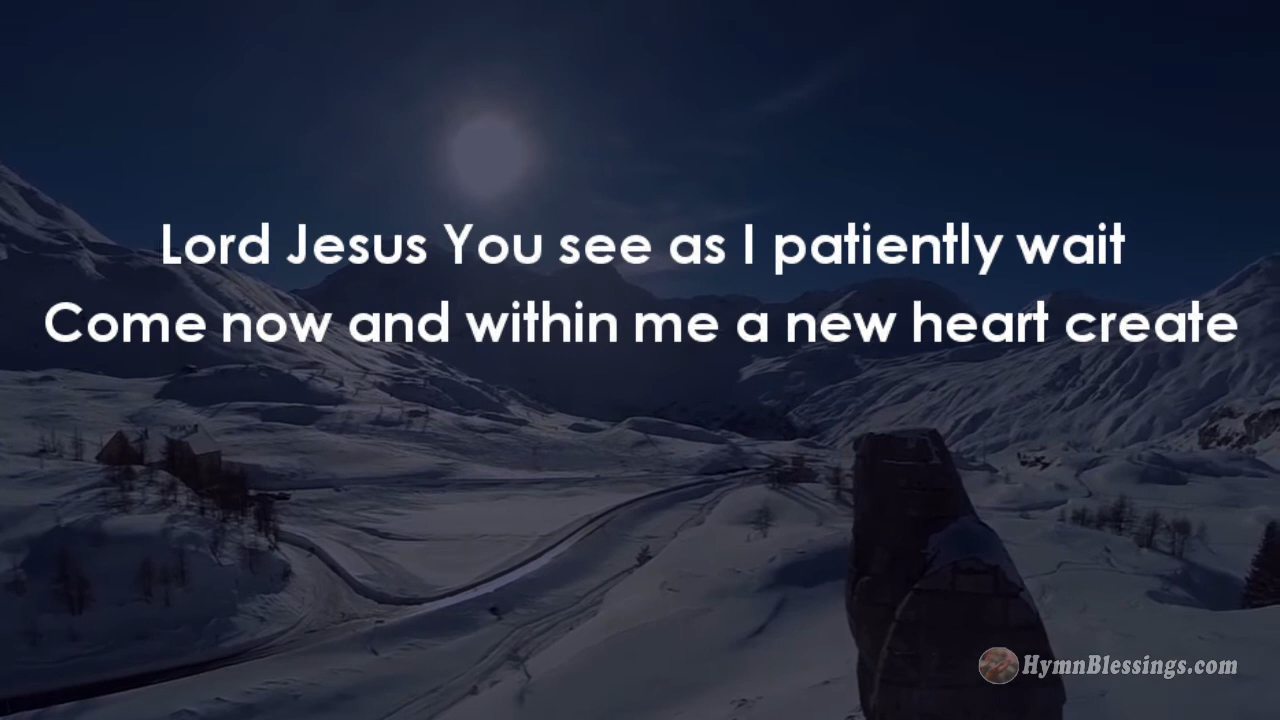 Lord Jesus You see as I patiently wait
Come now and within me a new heart create
HymnBlessings.com